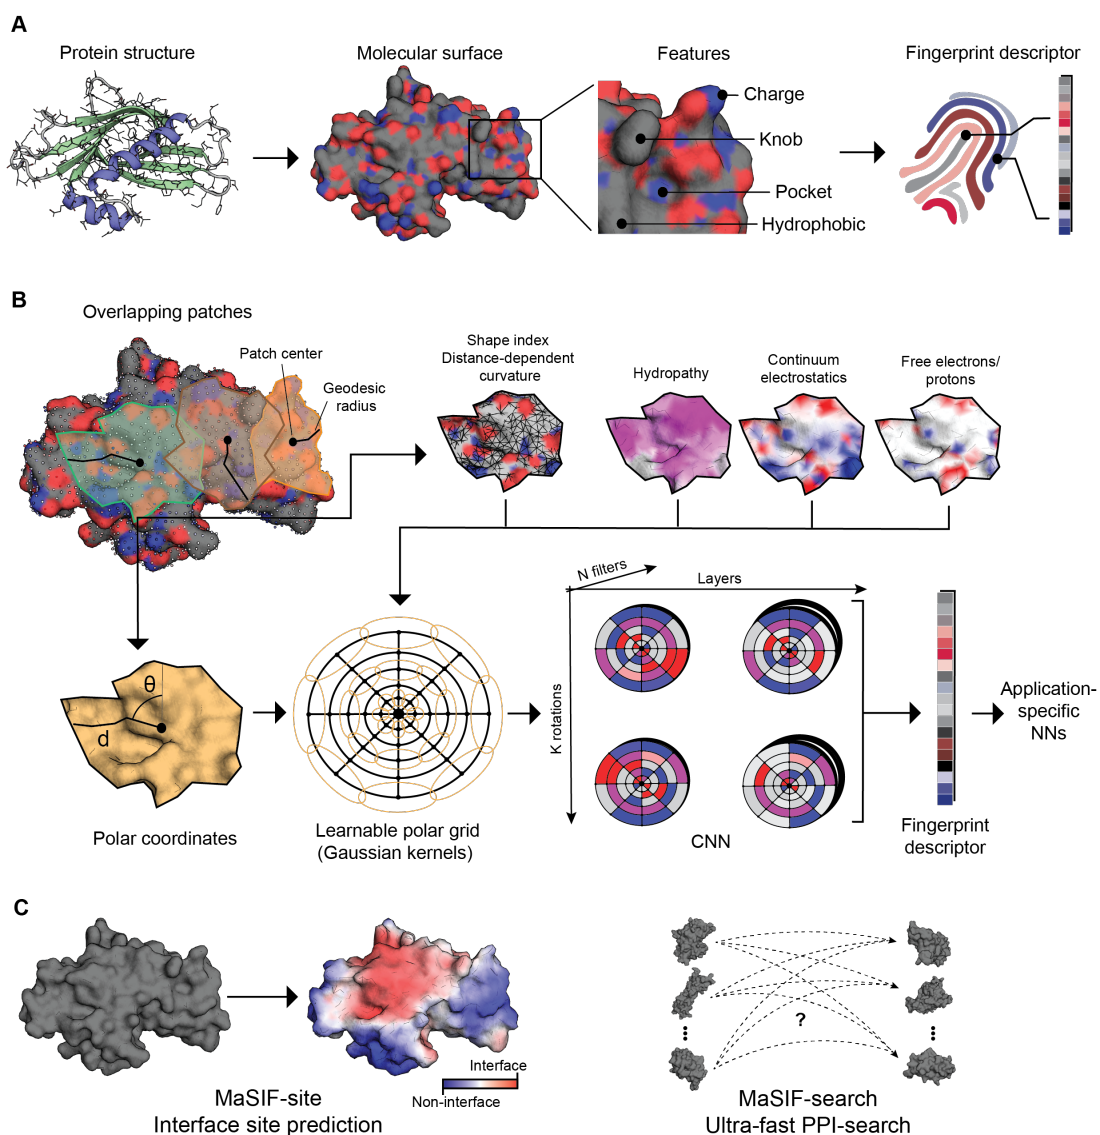 A
Protein structure
Molecular surface
Features
Fingerprint descriptor
Charge
Knob
Pocket
Hydrophobic
B
Overlapping patches
Patch center
Geodesic
radius
Shape index
Distance-dependent
curvature
Hydropathy
Continuum
electrostatics
Free electrons/
protons
θ
d
Polar coordinates
Learnable polar grid
(Gaussian kernels)
N filters
Layers
K rotations
CNN
Fingerprint
descriptor
Application-
specific
NNs
C
Interface
Non-interface
MaSIF-site
Interface site prediction
?
MaSIF-search
Ultra-fast PPI-search